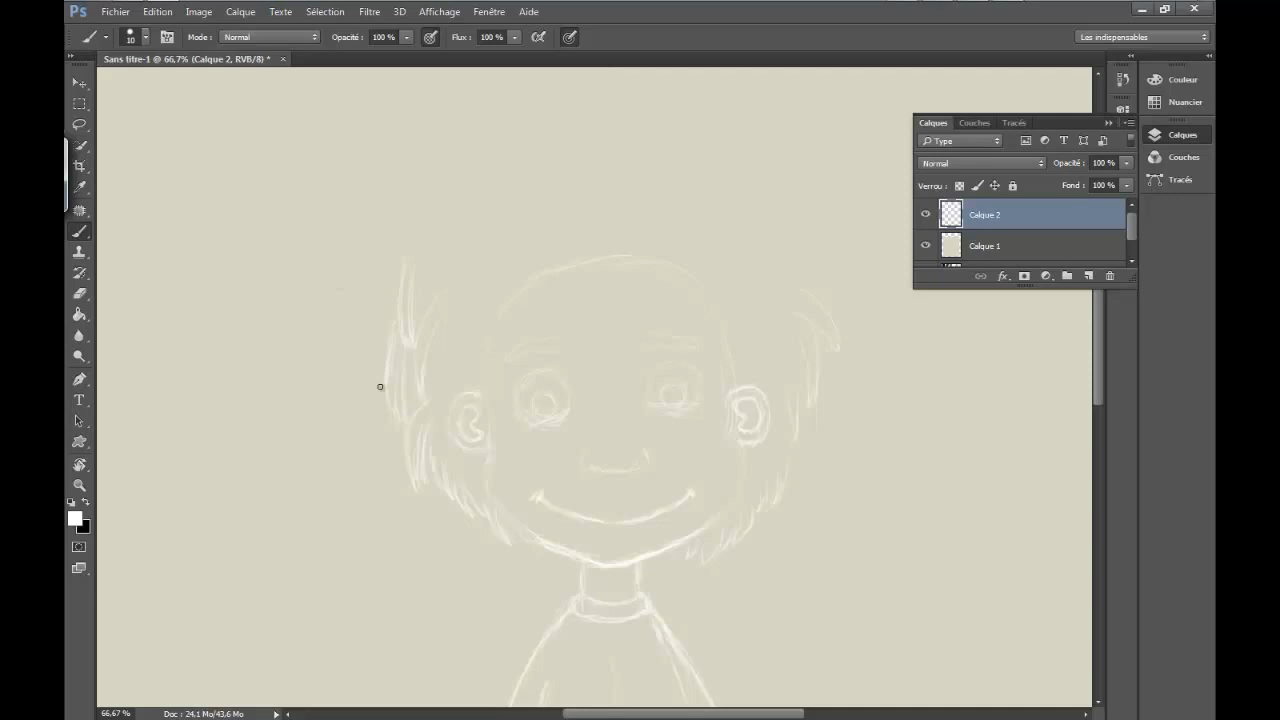 Ps Fichier Edition Image Calque Texte Sélection Filtre 3D Affichage Fenêtre Aide
10 Mode : Normal Opacité : 100 % Flux : 100 % Les indispensables
Sans titre-1 @ 66,7% (Calque 2, RVB/8) *
Couleur
Nuancier
Calques
Couches
Tracés
Calques Couches Tracés
Type
Normal Opacité : 100 %
Verrou : Fond : 100 %
Calque 2
Calque 1
fx
66,67 % Doc : 24,1 Mo/43,6 Mo